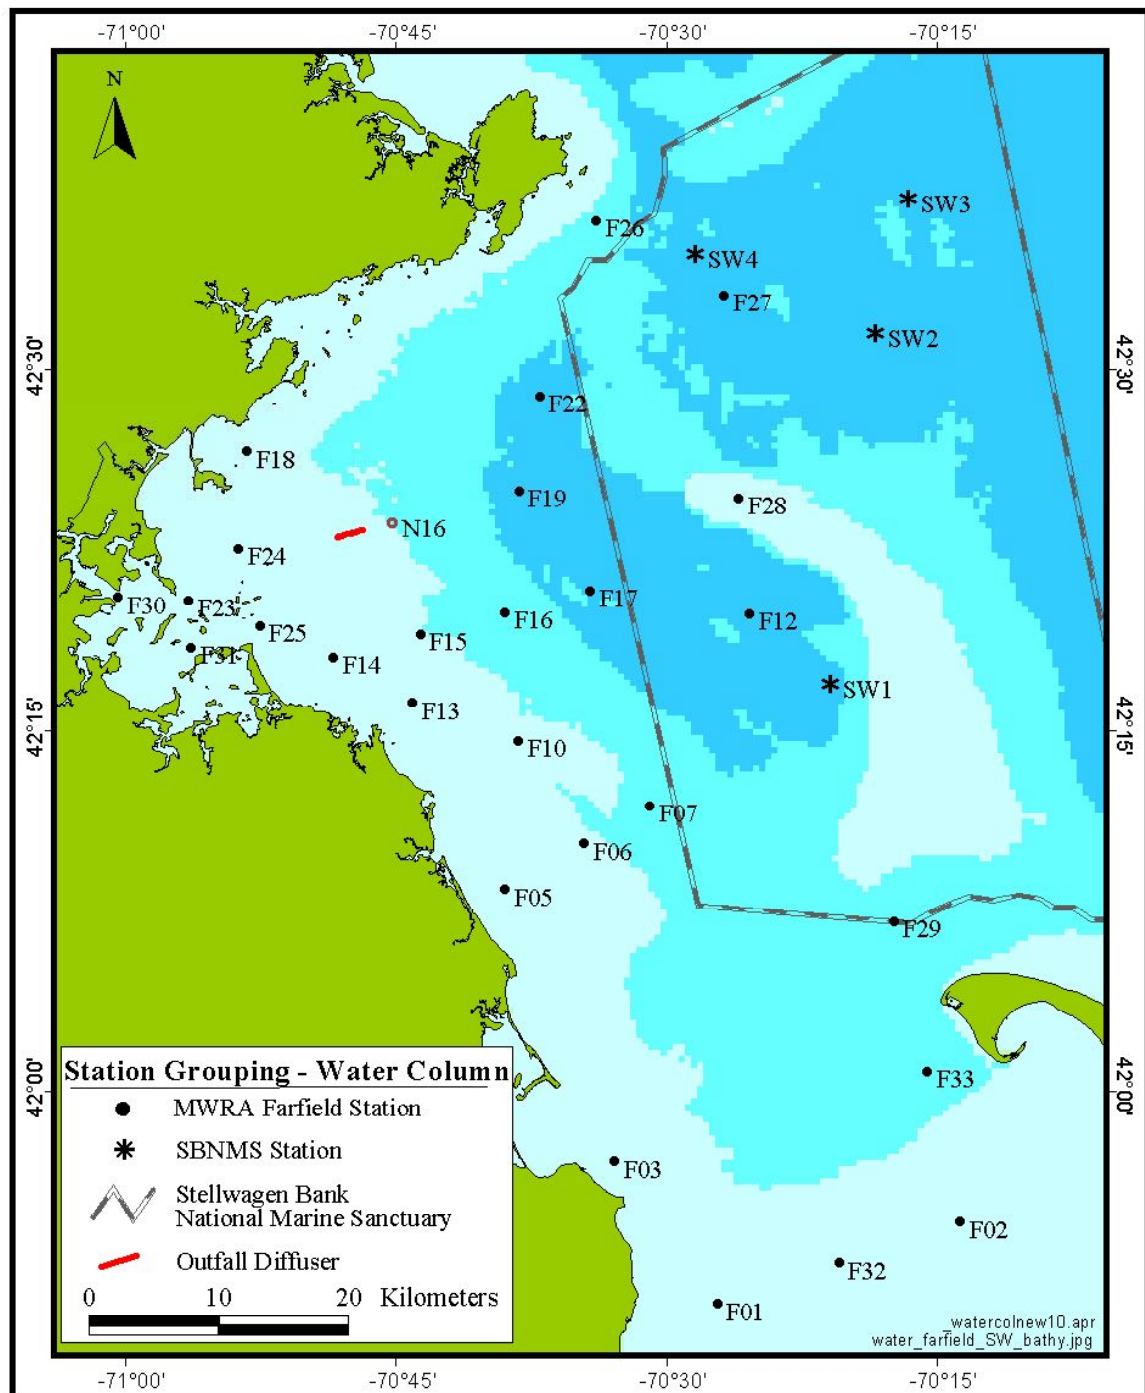 -71°00' -70°45' -70°30' -70°15'
N
SW3
F26
SW4
F27
SW2
42°30' 42°30'
F22
F18
F19
F28
N16
F24
F30
F23
F17
F16
F12
F25
F15
F31
F14
SW1
F13
42°15' 42°15'
F10
F07
F06
F05
F29
Station Grouping - Water Column
42°00' 42°00'
F33
MWRA Farfield Station
SBNMS Station
F03
Stellwagen Bank
National Marine Sanctuary
F02
Outfall Diffuser
F32
0 10 20 Kilometers
F01
_watercolnew10.apr
water_farfield_SW_bathy.jpg
-71°00' -70°45' -70°30' -70°15'